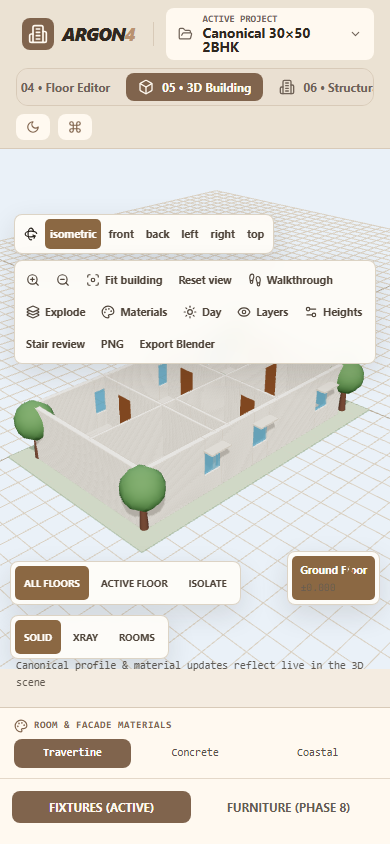 ARGON4
ACTIVE PROJECT
Canonical 30×50
2BHK
04 • Floor Editor
05 • 3D Building
06 • Structur
isometric front back left right top
Fit building Reset view Walkthrough
Explode Materials Day Layers Heights
Stair review PNG Export Blender
ALL FLOORS ACTIVE FLOOR ISOLATE
Ground Floor
±0.000
SOLID XRAY ROOMS
Canonical profile & material updates reflect live in the 3D
scene
ROOM & FACADE MATERIALS
Travertine Concrete Coastal
FIXTURES (ACTIVE) FURNITURE (PHASE 8)